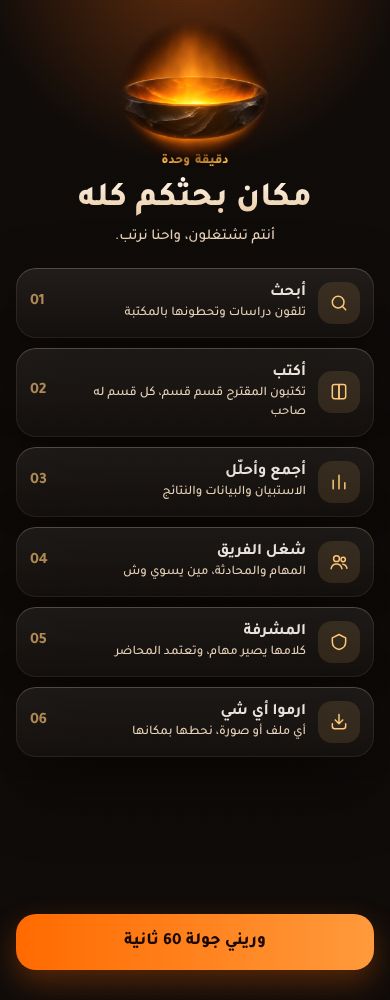 دقيقة وحدة
مكان بحثكم كله
أنتم تشتغلون، واحنا نرتب.
أبحث
تلقون دراسات وتحطونها بالمكتبة
01
أكتب
تكتبون المقترح قسم قسم، كل قسم له
صاحب
02
أجمع وأحلّل
الاستبيان والبيانات والنتائج
03
شغل الفريق
المهام والمحادثة، مين يسوي وش
04
المشرفة
كلامها يصير مهام، وتعتمد المحاضر
05
ارموا أي شي
أي ملف أو صورة، نحطها بمكانها
06
وريني جولة 60 ثانية